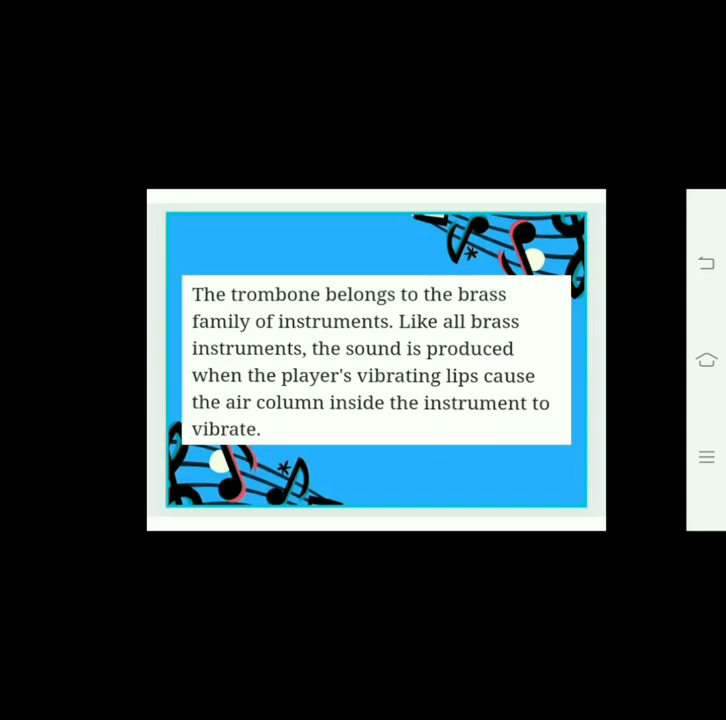 The trombone belongs to the brass
family of instruments. Like all brass
instruments, the sound is produced
when the player's vibrating lips cause
the air column inside the instrument to
vibrate.